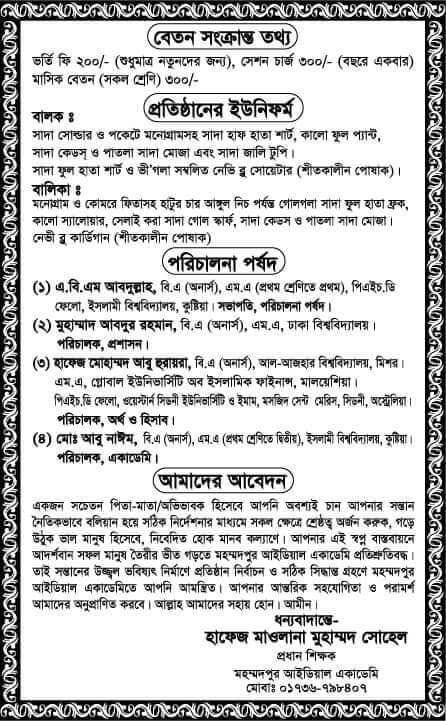 বেতন সংক্রান্ত তথ্য
ভর্তি ফি ২০০/- (শুধুমাত্র নতুনদের জন্য), সেশন চার্জ ৩০০/- (বছরে একবার)
মাসিক বেতন (সকল শ্রেণি) ৩০০/-
প্রতিষ্ঠানের ইউনিফর্ম
বালক ঃ
সাদা সোল্ডার ও পকেটে মনোগ্রামসহ সাদা হাফ হাতা শার্ট, কালো ফুল প্যান্ট,
সাদা কেডস্ ও পাতলা সাদা মোজা এবং সাদা জালি টুপি।
সাদা ফুল হাতা শার্ট ও ভী'গলা সম্বলিত নেভি ব্লু সোয়েটার (শীতকালীন পোষাক)।
বালিকা ঃ
মনোগ্রাম ও কোমরে ফিতাসহ হাটুর চার আঙ্গুল নিচ পর্যন্ত গোলগলা সাদা ফুল হাতা ফ্রক,
কালো স্যালোয়ার, সেলাই করা সাদা গোল স্কার্ফ, সাদা কেডস ও পাতলা সাদা মোজা।
নেভী ব্লু কার্ডিগান (শীতকালীন পোষাক)
পরিচালনা পর্ষদ
(১) এ.বি.এম আবদুল্লাহ, বি.এ (অনার্স), এম.এ (প্রথম শ্রেণিতে প্রথম), পিএইচ.ডি
ফেলো, ইসলামী বিশ্ববিদ্যালয়, কুষ্টিয়া। সভাপতি, পরিচালনা পর্ষদ।
(২) মুহাম্মাদ আবদুর রহমান, বি.এ (অনার্স), এম.এ, ঢাকা বিশ্ববিদ্যালয়।
পরিচালক, প্রশাসন।
(৩) হাফেজ মোহাম্মদ আবু হুরায়রা, বি.এ (অনার্স), আল-আজহার বিশ্ববিদ্যালয়, মিশর।
এম.এ, গ্লোবাল ইউনিভার্সিটি অব ইসলামিক ফাইনান্স, মালয়েশিয়া।
পিএইচ.ডি ফেলো, ওয়েস্টার্ন সিডনী ইউনিভার্সিটি ও ইমাম, মসজিদ সেন্ট মেরিস, সিডনী, অস্ট্রেলিয়া।
পরিচালক, অর্থ ও হিসাব।
(৪) মোঃ আবু নাঈম, বি.এ (অনার্স), এম.এ (প্রথম শ্রেণিতে দ্বিতীয়), ইসলামী বিশ্ববিদ্যালয়, কুষ্টিয়া।
পরিচালক, একাডেমি।
আমাদের আবেদন
একজন সচেতন পিতা-মাতা/অভিভাবক হিসেবে আপনি অবশ্যই চান আপনার সন্তান
নৈতিকভাবে বলিয়ান হয়ে সঠিক নির্দেশনার মাধ্যমে সকল ক্ষেত্রে শ্রেষ্ঠত্ব অর্জন করুক, গড়ে
উঠুক ভাল মানুষ হিসেবে, নিবেদিত হোক মানব কল্যাণে। আপনার এই স্বপ্ন বাস্তবায়নে
আদর্শবান সফল মানুষ তৈরীর ভীত গড়তে মহম্মদপুর আইডিয়াল একাডেমি প্রতিশ্রুতিবদ্ধ।
তাই সন্তানের উজ্জ্বল ভবিষ্যৎ নির্মাণে প্রতিষ্ঠান নির্বাচন ও সঠিক সিদ্ধান্ত গ্রহণে মহম্মদপুর
আইডিয়াল একাডেমিতে আপনি আমন্ত্রিত। আপনার আন্তরিক সহযোগিতা ও পরামর্শ
আমাদের অনুপ্রাণিত করবে। আল্লাহ আমাদের সহায় হোন। আমীন।
ধন্যবাদান্তে-
হাফেজ মাওলানা মুহাম্মদ সোহেল
প্রধান শিক্ষক
মহম্মদপুর আইডিয়াল একাডেমি
মোবাঃ ০১৭৩৬-৭৯৮৪০৭